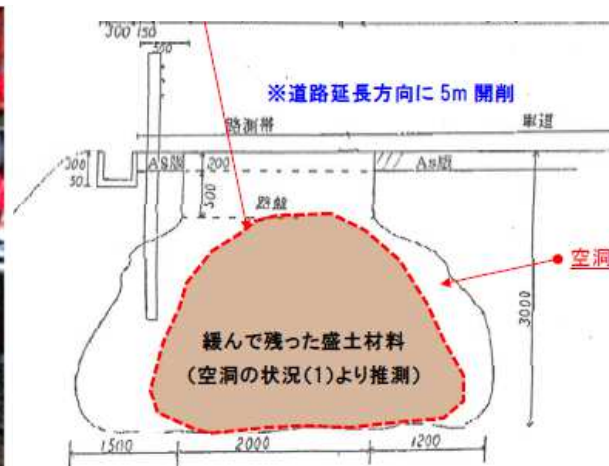 300 150
500
※道路延長方向に 5m 開削
路測帯
車道
300
50
AS版
200
As版
500
路盤
空洞
3000
緩んで残った盛土材料
（空洞の状況(1)より推測）
1500
2000
1200